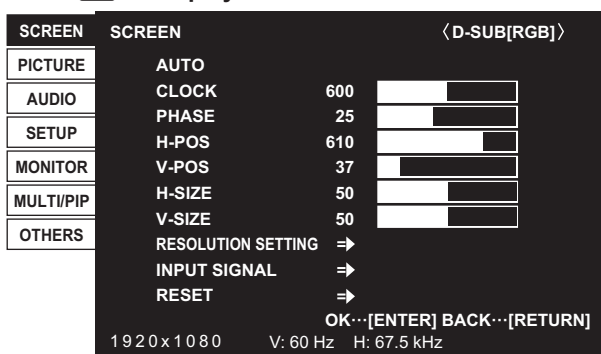 SCREEN
PICTURE
AUDIO
SETUP
MONITOR
MULTI/PIP
OTHERS
SCREEN 〈D-SUB[RGB]〉
AUTO
CLOCK 600
PHASE 25
H-POS 610
V-POS 37
H-SIZE 50
V-SIZE 50
RESOLUTION SETTING ⇒
INPUT SIGNAL ⇒
RESET ⇒
OK···[ENTER] BACK···[RETURN]
1920x1080 V: 60 Hz H: 67.5 kHz